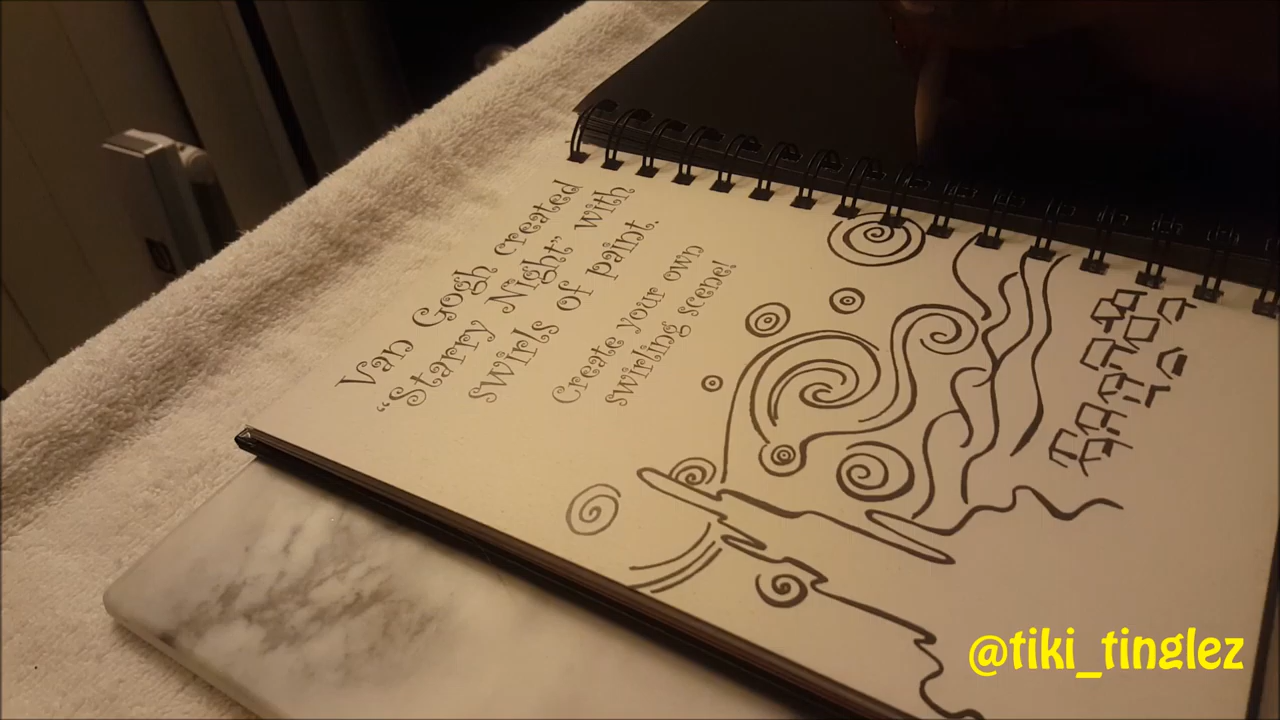 Van Gogh created
"Starry Night" with
swirls of paint.
Create your own
swirling scene!
@tiki_tinglez